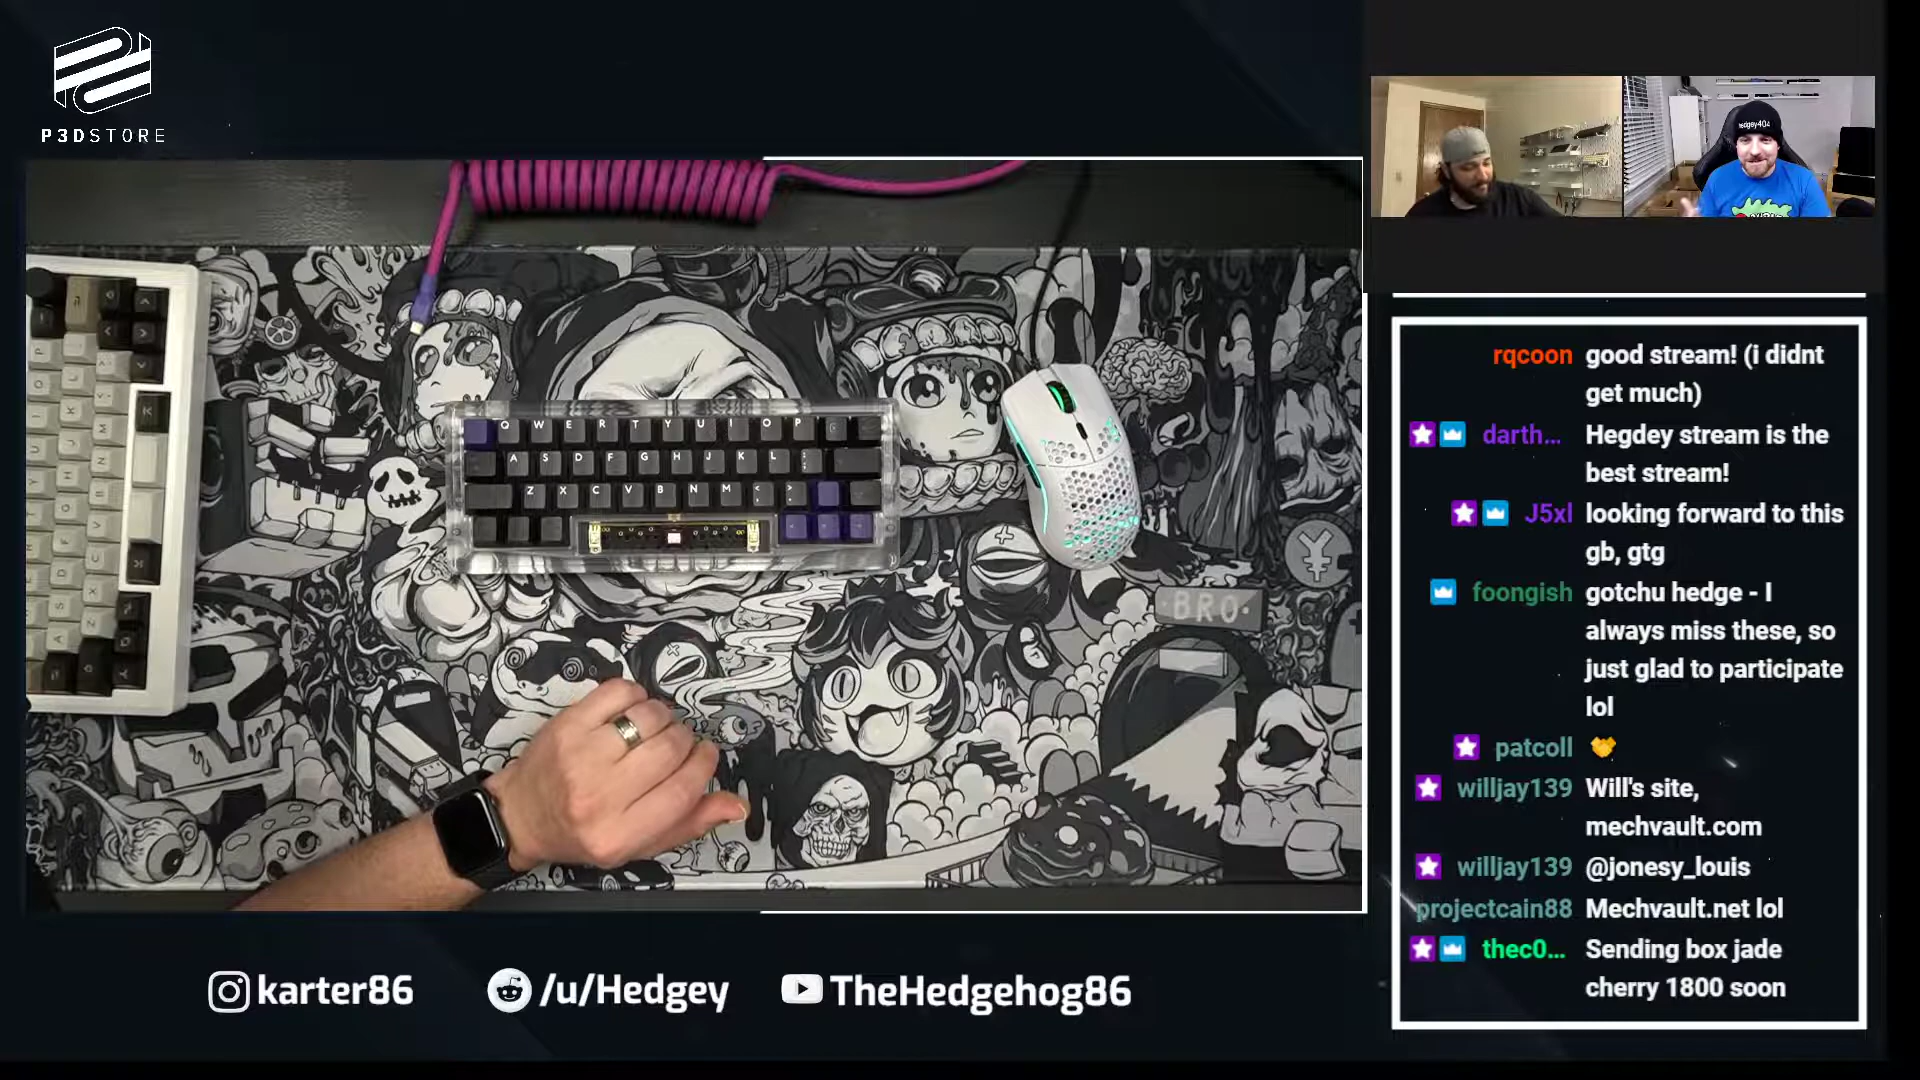 P3DSTORE
hedgey404
Q W E R T Y U I O P
A S D F G H J K L
Z X C V B N M
BRO
rqcoon good stream! (i didnt
get much)
darth... Hegdey stream is the
best stream!
J5xl looking forward to this
gb, gtg
foongish gotchu hedge - I
always miss these, so
just glad to participate
lol
patcoll
willjay139 Will's site,
mechvault.com
willjay139 @jonesy_louis
projectcain88 Mechvault.net lol
thec0... Sending box jade
cherry 1800 soon
karter86 /u/Hedgey TheHedgehog86